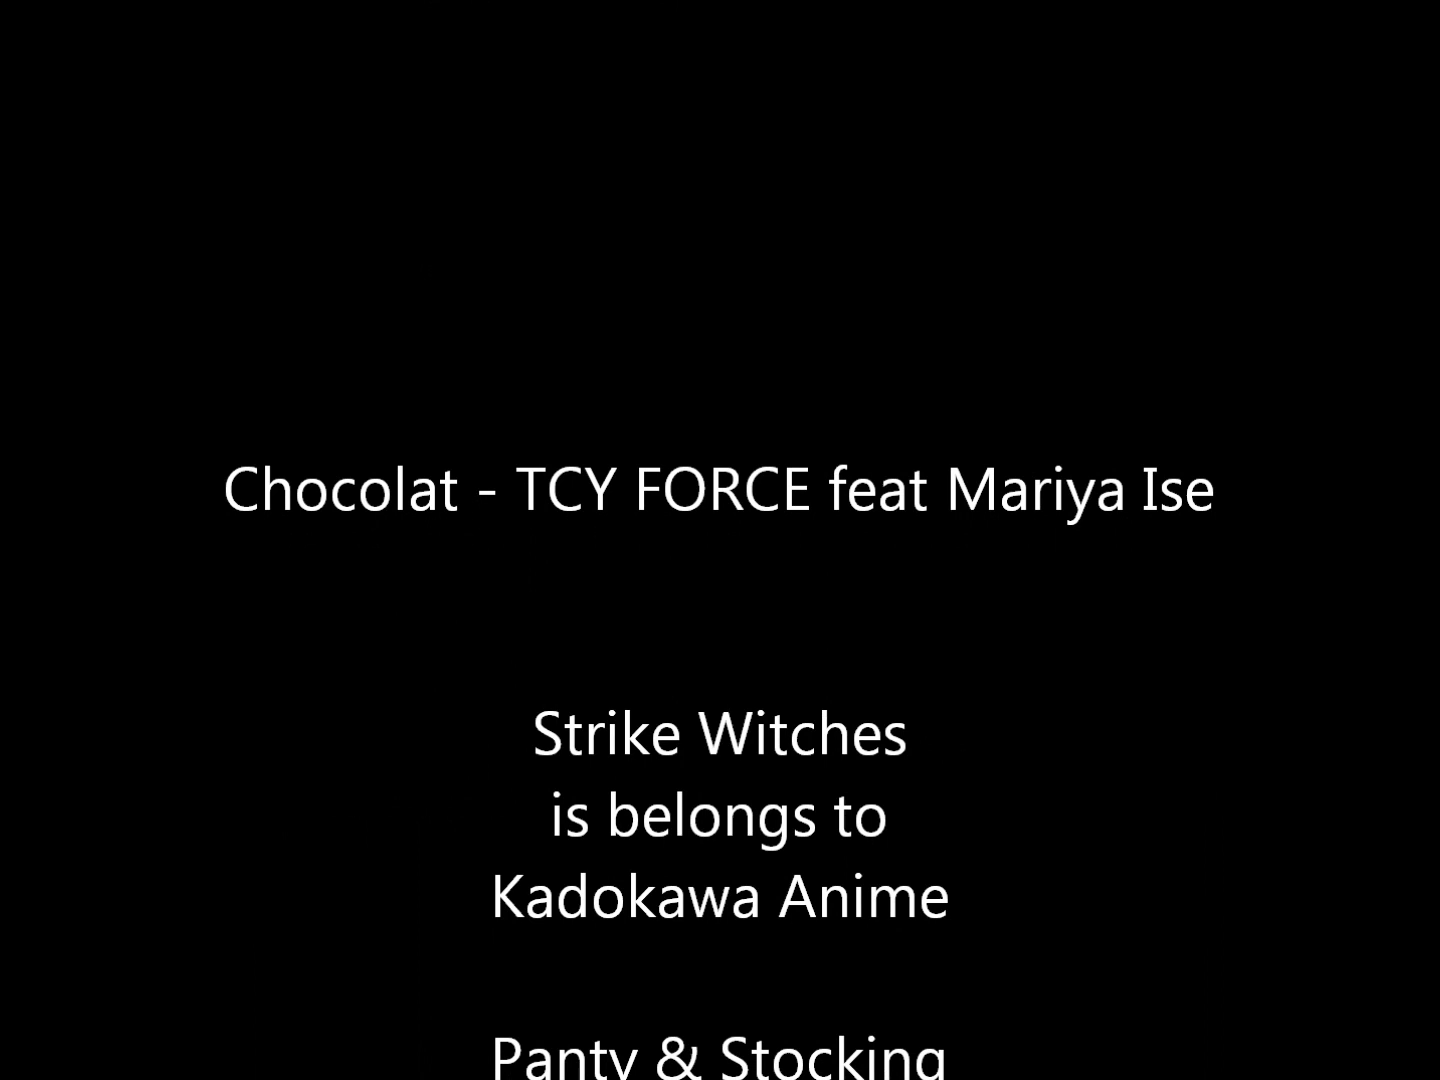 Chocolat - TCY FORCE feat Mariya Ise
Strike Witches
is belongs to
Kadokawa Anime
Panty & Stocking